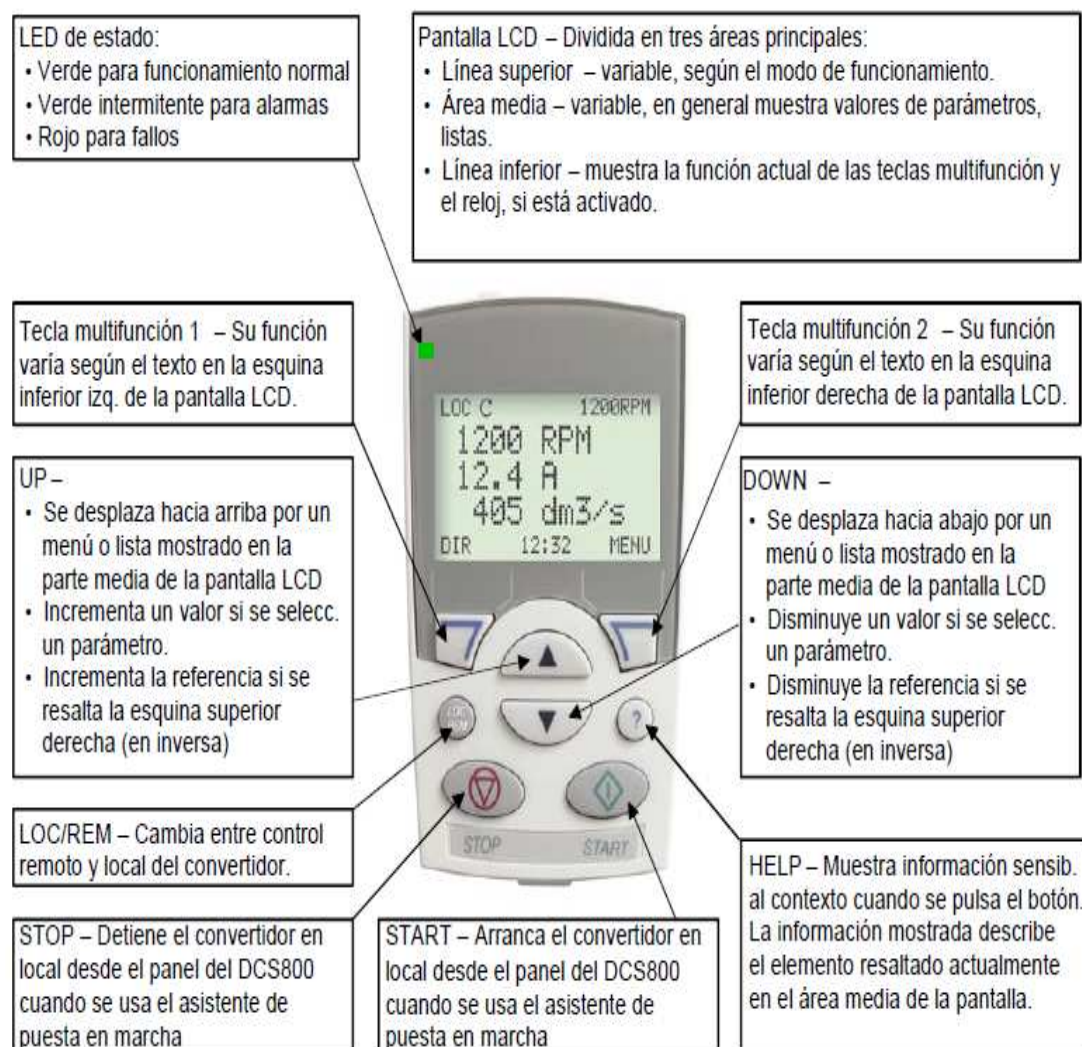 LED de estado:
• Verde para funcionamiento normal
• Verde intermitente para alarmas
• Rojo para fallos
Pantalla LCD – Dividida en tres áreas principales:
• Línea superior – variable, según el modo de funcionamiento.
• Área media – variable, en general muestra valores de parámetros,
listas.
• Línea inferior – muestra la función actual de las teclas multifunción y
el reloj, si está activado.
Tecla multifunción 1 – Su función
varía según el texto en la esquina
inferior izq. de la pantalla LCD.
Tecla multifunción 2 – Su función
varía según el texto en la esquina
inferior derecha de la pantalla LCD.
LOC C 1200RPM
1200 RPM
12.4 A
405 dm3/s
DIR 12:32 MENU
UP –
• Se desplaza hacia arriba por un
menú o lista mostrado en la
parte media de la pantalla LCD
• Incrementa un valor si se selecc.
un parámetro.
• Incrementa la referencia si se
resalta la esquina superior
derecha (en inversa)
DOWN –
• Se desplaza hacia abajo por un
menú o lista mostrado en la
parte media de la pantalla LCD
• Disminuye un valor si se selecc.
un parámetro.
• Disminuye la referencia si se
resalta la esquina superior
derecha (en inversa)
LOC
REM
?
STOP START
LOC/REM – Cambia entre control
remoto y local del convertidor.
STOP – Detiene el convertidor en
local desde el panel del DCS800
cuando se usa el asistente de
puesta en marcha
START – Arranca el convertidor en
local desde el panel del DCS800
cuando se usa el asistente de
puesta en marcha
HELP – Muestra información sensib.
al contexto cuando se pulsa el botón.
La información mostrada describe
el elemento resaltado actualmente
en el área media de la pantalla.